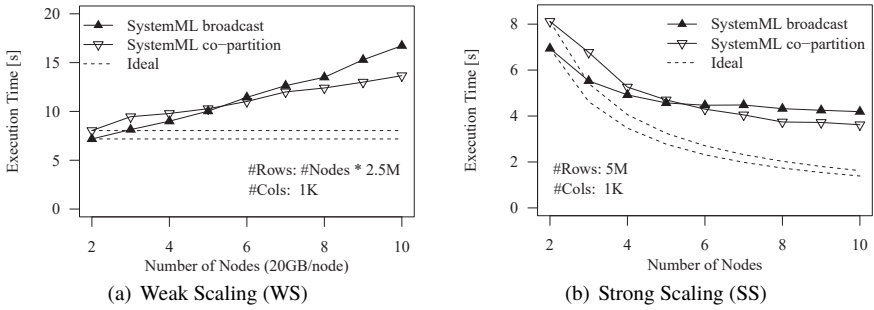 20
15
10
5
0
Execution Time [s]
SystemML broadcast
SystemML co−partition
Ideal
#Rows: #Nodes * 2.5M
#Cols: 1K
2 4 6 8 10
Number of Nodes (20GB/node)
(a) Weak Scaling (WS)
8
6
4
2
0
Execution Time [s]
SystemML broadcast
SystemML co−partition
Ideal
#Rows: 5M
#Cols: 1K
2 4 6 8 10
Number of Nodes
(b) Strong Scaling (SS)